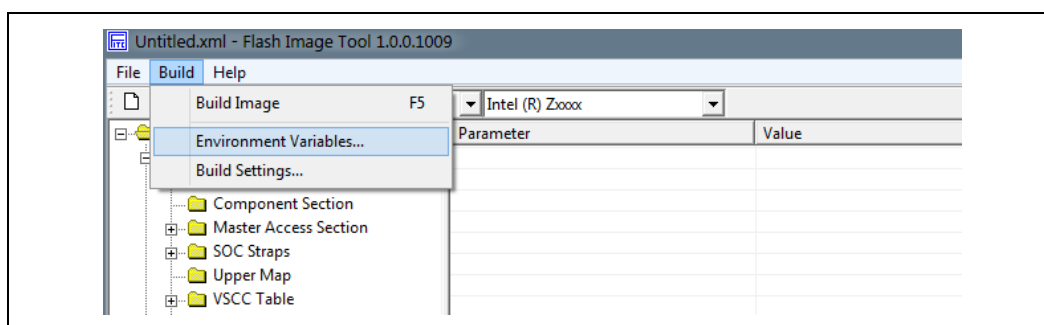 Untitled.xml - Flash Image Tool 1.0.0.1009
File Build Help
Build Image F5
Intel (R) Zxxxx
Environment Variables...
Parameter Value
Build Settings...
Component Section
Master Access Section
SOC Straps
Upper Map
VSCC Table